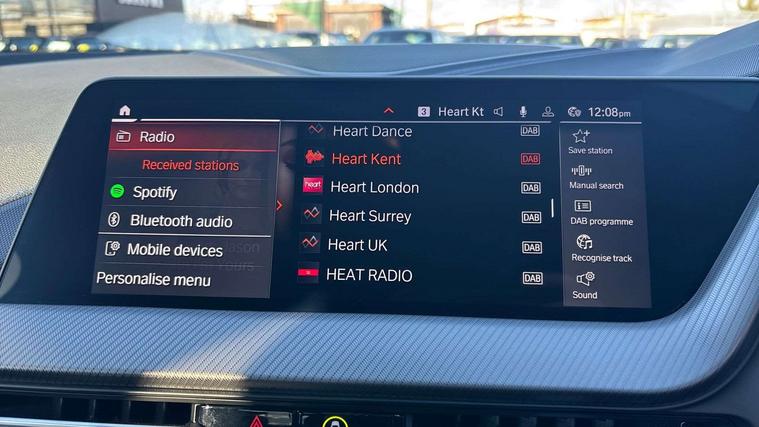 3 Heart Kt 12:08pm
Radio
Received stations
Spotify
Bluetooth audio
Mobile devices
Personalise menu
Heart Dance DAB
Heart Kent DAB
heart Heart London DAB
Heart Surrey DAB
Heart UK DAB
HEAT RADIO DAB
Save station
Manual search
DAB programme
Recognise track
Sound